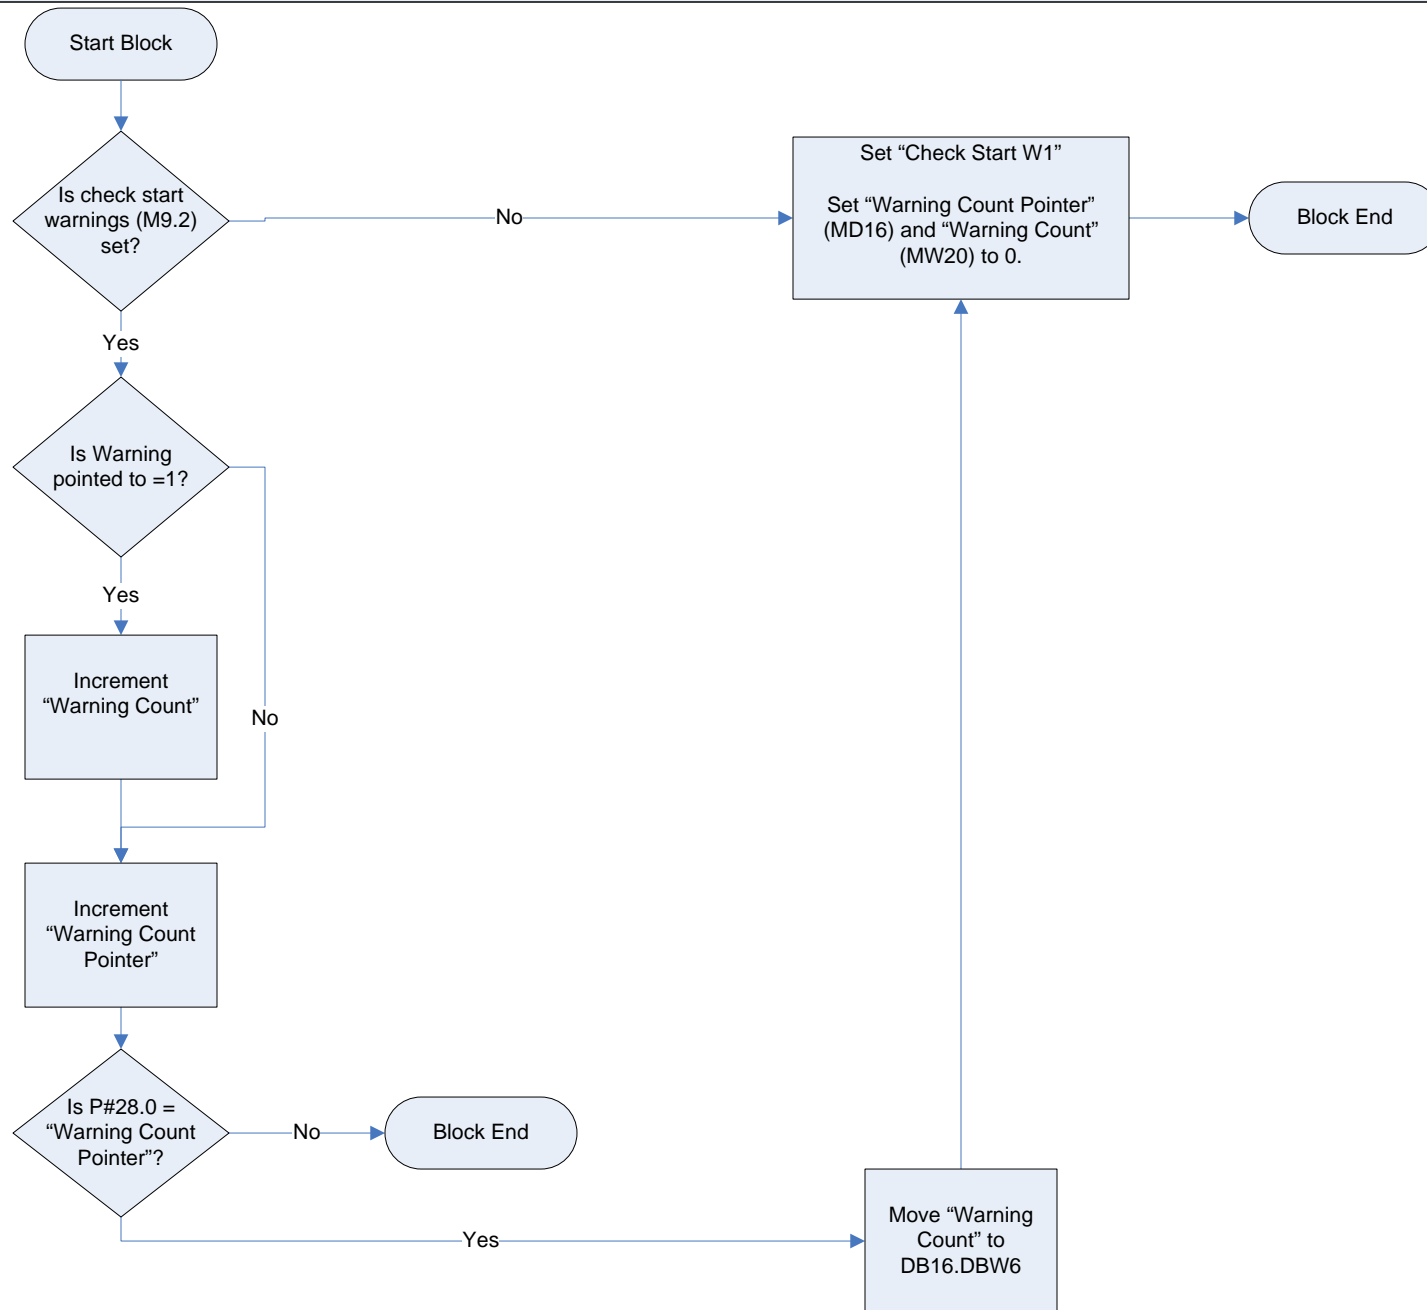 Start Block
Is check start
warnings (M9.2)
set?
No
Set “Check Start W1”
Set “Warning Count Pointer”
(MD16) and “Warning Count”
(MW20) to 0.
Block End
Yes
Is Warning
pointed to =1?
Yes
Increment
“Warning Count”
No
Increment
“Warning Count
Pointer”
Is P#28.0 =
“Warning Count
Pointer”?
No
Block End
Yes
Move “Warning
Count” to
DB16.DBW6